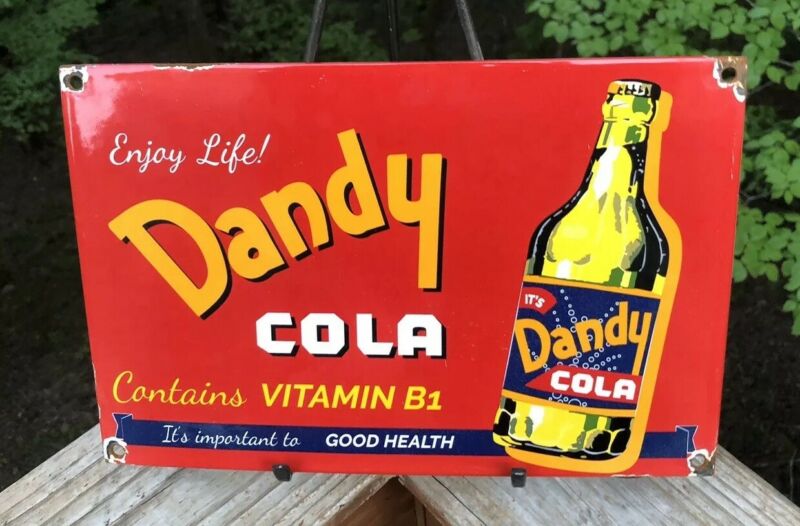 Enjoy Life!
Dandy
COLA
Contains VITAMIN B1
It's important to GOOD HEALTH
IT'S
Dandy
COLA